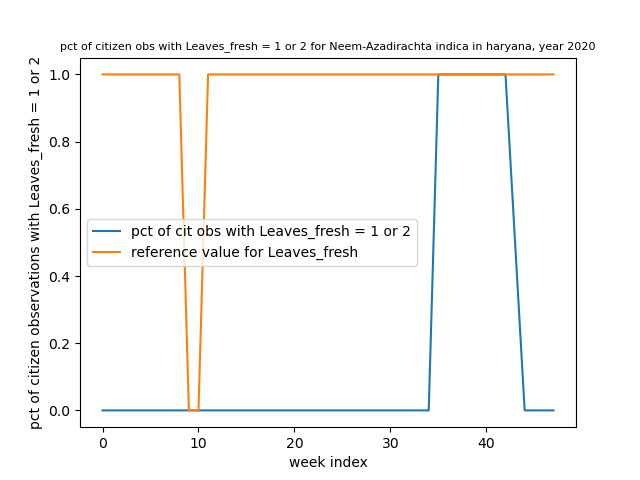 pct of citizen obs with Leaves_fresh = 1 or 2 for Neem-Azadirachta indica in haryana, year 2020
pct of citizen observations with Leaves_fresh = 1 or 2
1.0
0.8
0.6
0.4
0.2
0.0
pct of cit obs with Leaves_fresh = 1 or 2
reference value for Leaves_fresh
0
10
20
30
40
week index